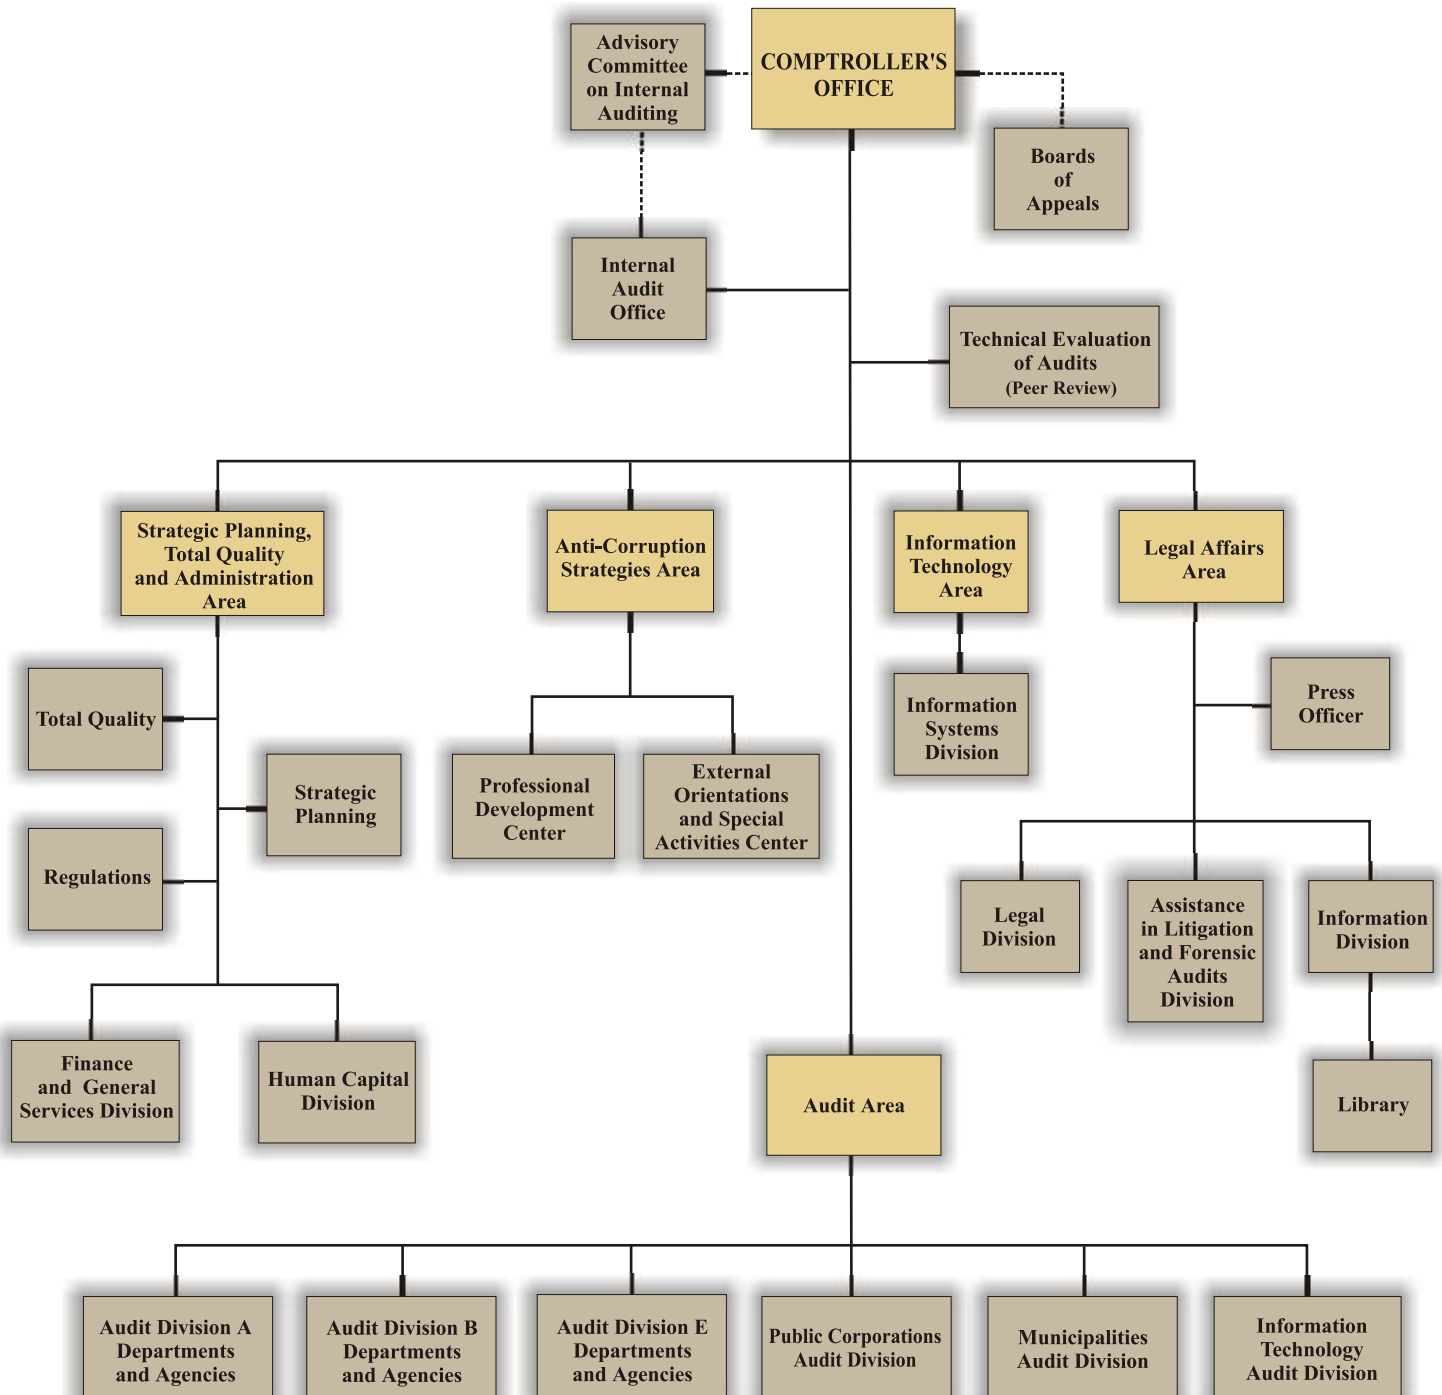 Advisory
Committee
on Internal
Auditing
COMPTROLLER'S
OFFICE
Boards
of
Appeals
Internal
Audit
Office
Technical Evaluation
of Audits
(Peer Review)
Strategic Planning,
Total Quality
and Administration
Area
Anti-Corruption
Strategies Area
Information
Technology
Area
Legal Affairs
Area
Total Quality
Strategic
Planning
Regulations
Professional
Development
Center
External
Orientations
and Special
Activities Center
Information
Systems
Division
Press
Officer
Legal
Division
Assistance
in Litigation
and Forensic
Audits
Division
Information
Division
Finance
and General
Services Division
Human Capital
Division
Audit Area
Library
Audit Division A
Departments
and Agencies
Audit Division B
Departments
and Agencies
Audit Division E
Departments
and Agencies
Public Corporations
Audit Division
Municipalities
Audit Division
Information
Technology
Audit Division